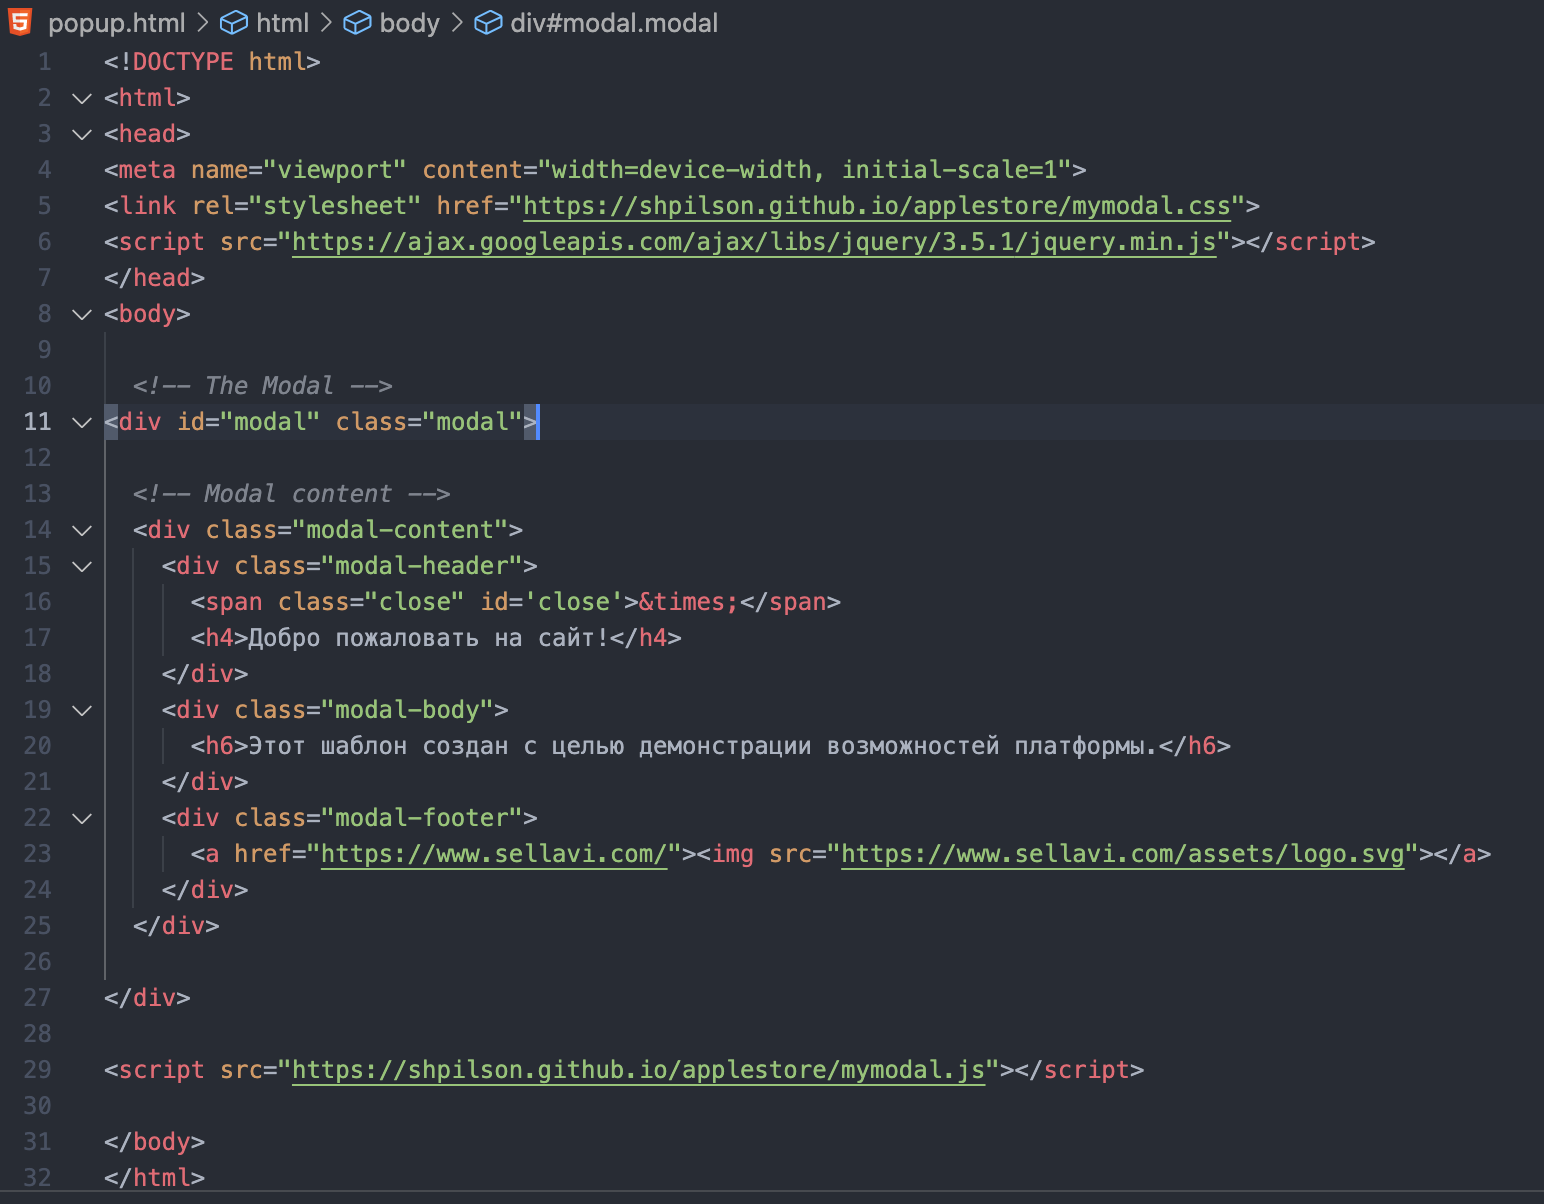 popup.html > html > body > div#modal.modal
1 <!DOCTYPE html>
2 <html>
3 <head>
4 <meta name="viewport" content="width=device-width, initial-scale=1">
5 <link rel="stylesheet" href="https://shpilson.github.io/applestore/mymodal.css">
6 <script src="https://ajax.googleapis.com/ajax/libs/jquery/3.5.1/jquery.min.js"></script>
7 </head>
8 <body>
9
10   <!-- The Modal -->
11 <div id="modal" class="modal">
12
13   <!-- Modal content -->
14   <div class="modal-content">
15     <div class="modal-header">
16       <span class="close" id='close'>&times;</span>
17       <h4>Добро пожаловать на сайт!</h4>
18     </div>
19     <div class="modal-body">
20       <h6>Этот шаблон создан с целью демонстрации возможностей платформы.</h6>
21     </div>
22     <div class="modal-footer">
23       <a href="https://www.sellavi.com/"><img src="https://www.sellavi.com/assets/logo.svg"></a>
24     </div>
25   </div>
26
27 </div>
28
29 <script src="https://shpilson.github.io/applestore/mymodal.js"></script>
30
31 </body>
32 </html>